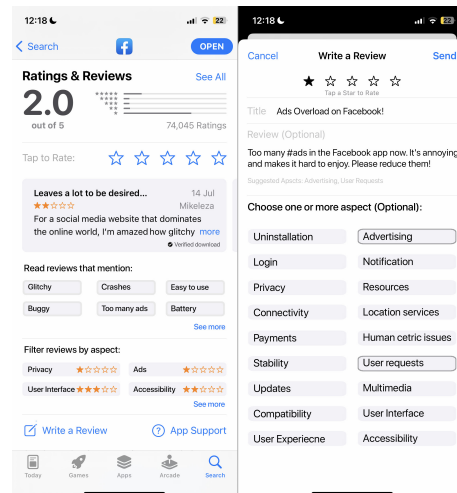 12:18
22
Search
OPEN
Ratings & Reviews
See All
2.0
out of 5
74,045 Ratings
Tap to Rate:
Leaves a lot to be desired...
14 Jul
Mikeleza
For a social media website that dominates
the online world, I'm amazed how glitchy more
Verified download
Read reviews that mention:
Glitchy
Crashes
Easy to use
Buggy
Too many ads
Battery
See more
Filter reviews by aspect:
Privacy
Ads
User Interface
Accessibility
See more
Write a Review
App Support
Today
Games
Apps
Arcade
Search
12:18
22
Cancel
Write a Review
Send
Tap a Star to Rate
Title Ads Overload on Facebook!
Review (Optional)
Too many #ads in the Facebook app now. It's annoying
and makes it hard to enjoy. Please reduce them!
Suggested Apects: Advertising, User Requests
Choose one or more aspect (Optional):
Uninstallation
Advertising
Login
Notification
Privacy
Resources
Connectivity
Location services
Payments
Human cetric issues
Stability
User requests
Updates
Multimedia
Compatibility
User Interface
User Experiecne
Accessibility